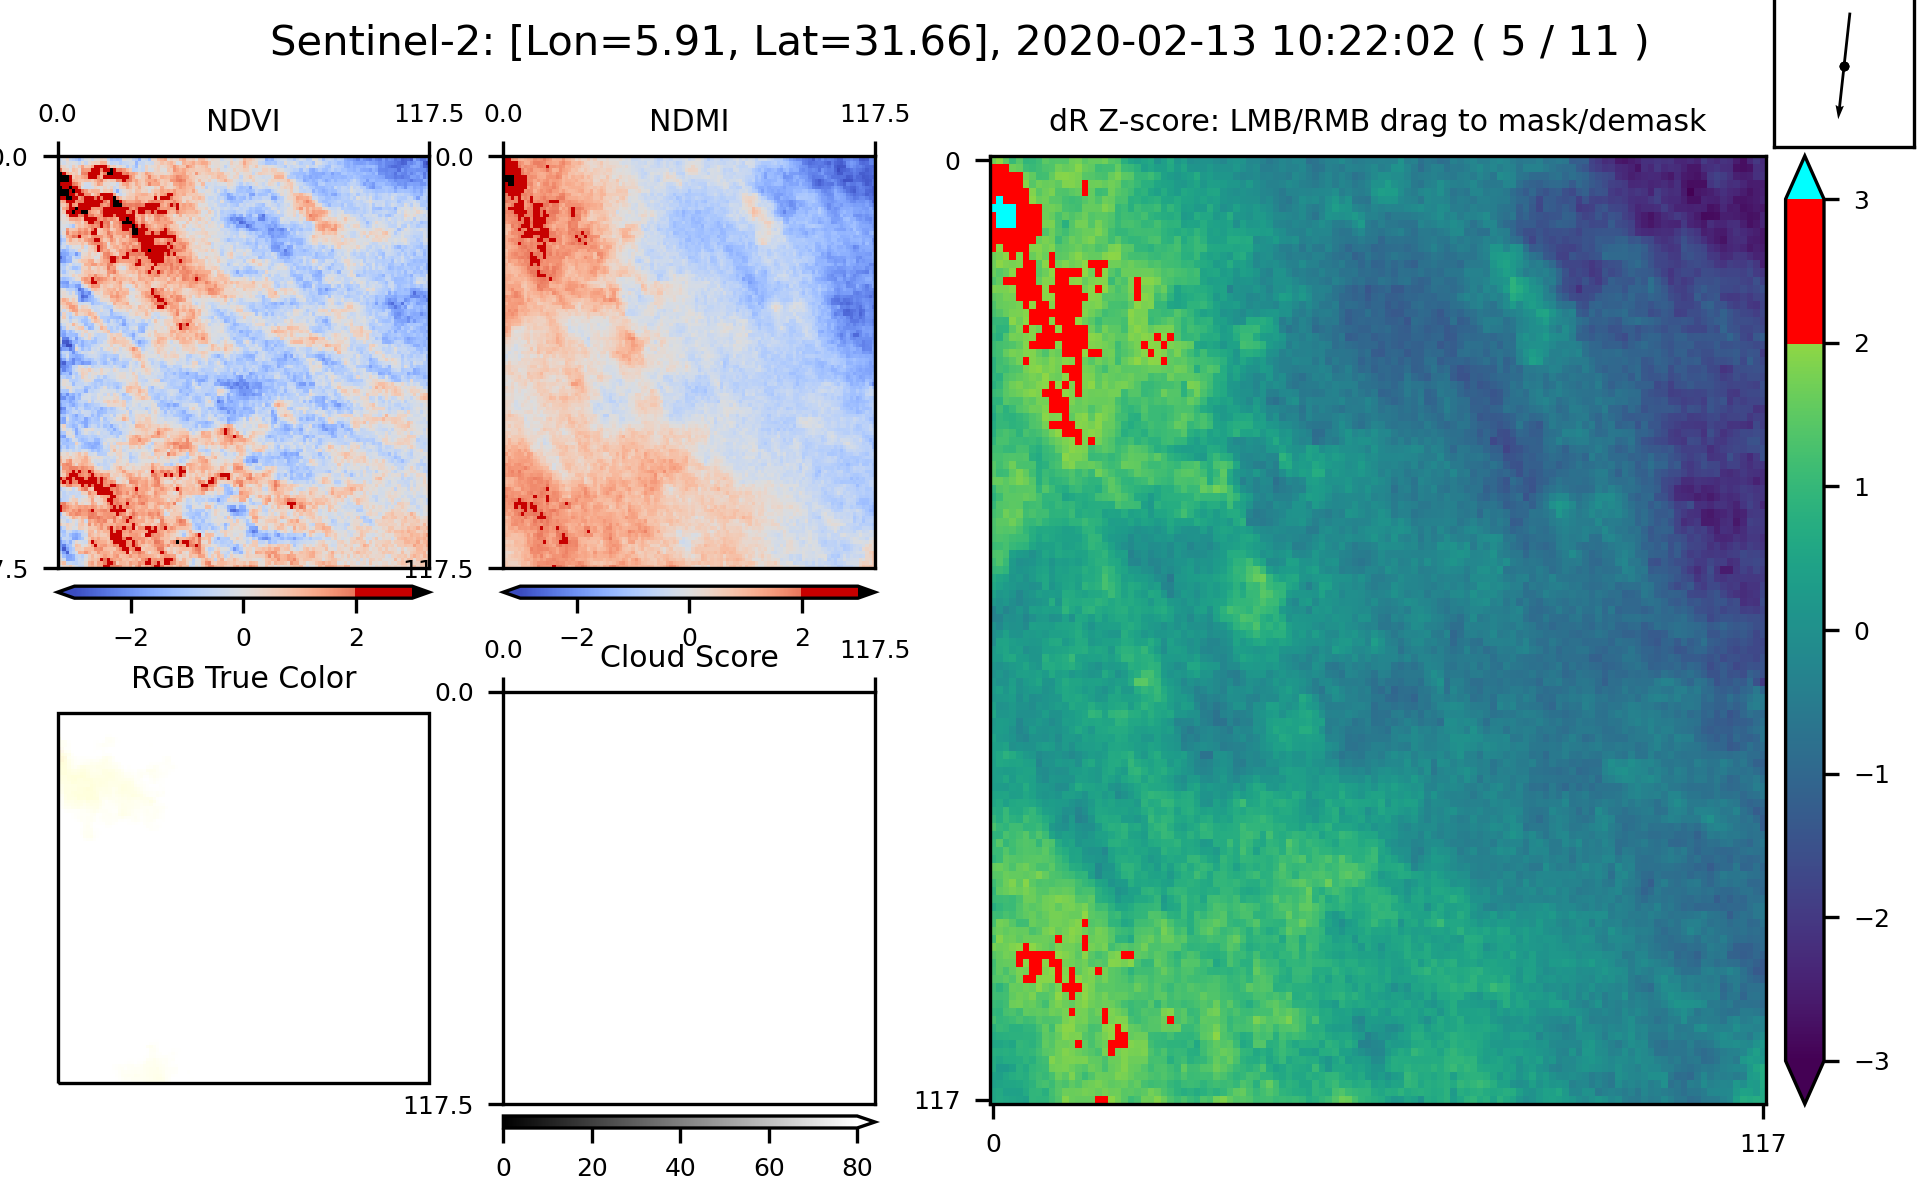 Sentinel-2: [Lon=5.91, Lat=31.66], 2020-02-13 10:22:02 ( 5 / 11 )
0.0 NDVI 117.5
0.0 NDMI 117.5
dR Z-score: LMB/RMB drag to mask/demask
0.0
0.0
0
7.5
117.5
−2 0 2
−2 0 2
RGB True Color
0.0 Cloud Score 117.5
0.0
117.5
0 20 40 60 80
117
0 117
3
2
1
0
−1
−2
−3